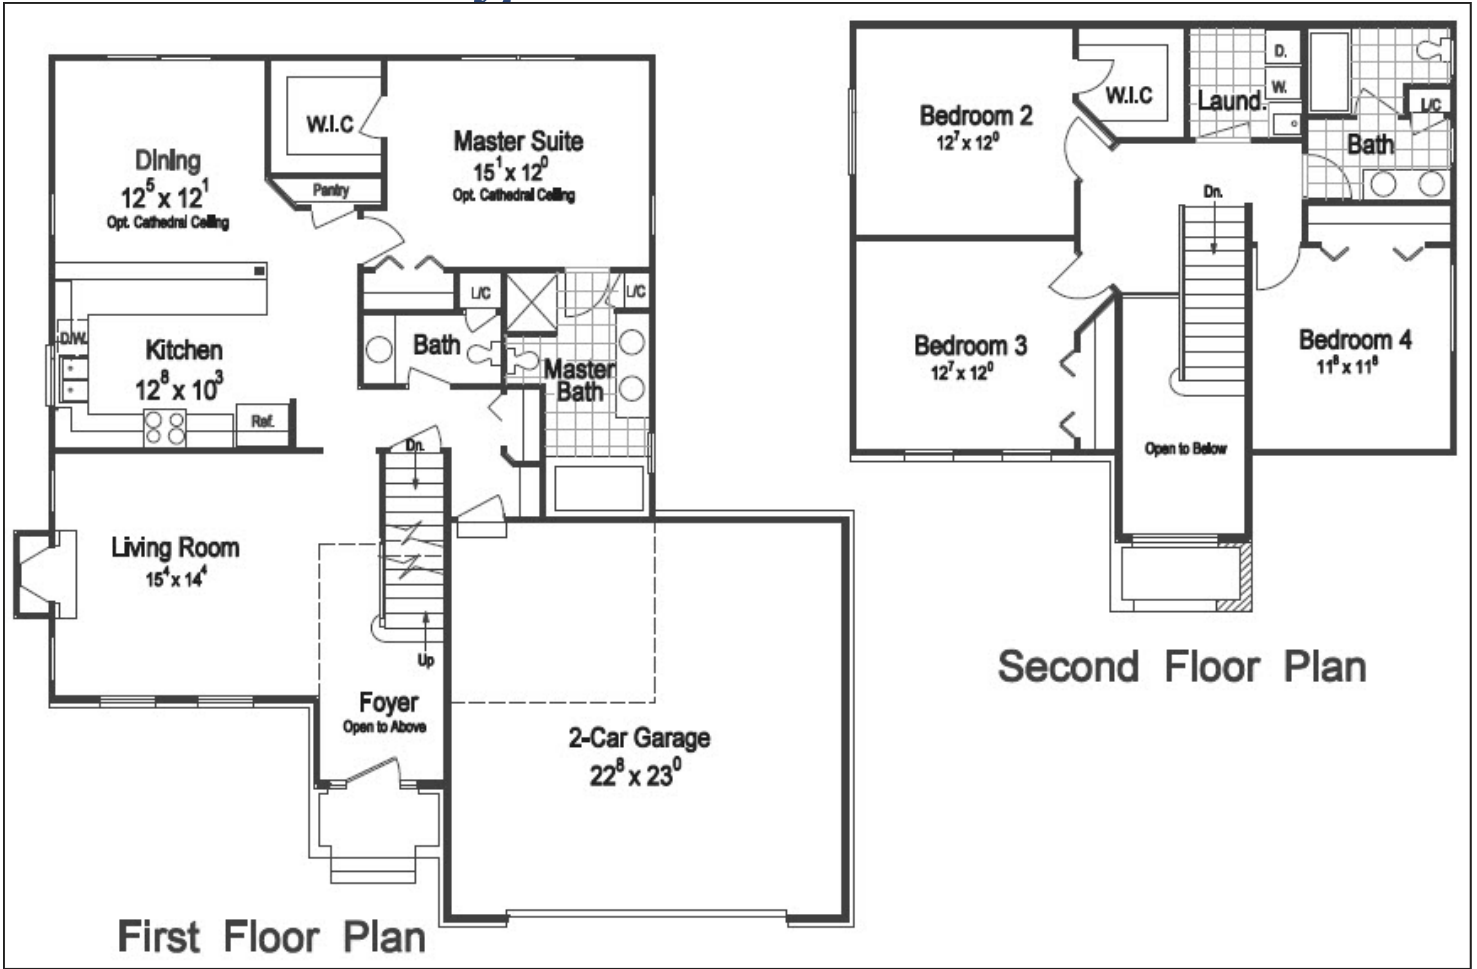 Dining
12⁵ x 12¹
Opt. Cathedral Ceiling
W.I.C
Pantry
Master Suite
15¹ x 12⁰
Opt. Cathedral Ceiling
L/C
L/C
D.W.
Kitchen
12⁸ x 10³
Ref.
Bath
Master
Bath
Dn.
Living Room
15⁴ x 14⁴
Up
Foyer
Open to Above
2-Car Garage
22⁸ x 23⁰
First Floor Plan
Bedroom 2
12⁷ x 12⁰
W.I.C
Laund.
D.
W.
L/C
Bath
Dn.
Bedroom 3
12⁷ x 12⁰
Bedroom 4
11⁸ x 11⁸
Open to Below
Second Floor Plan